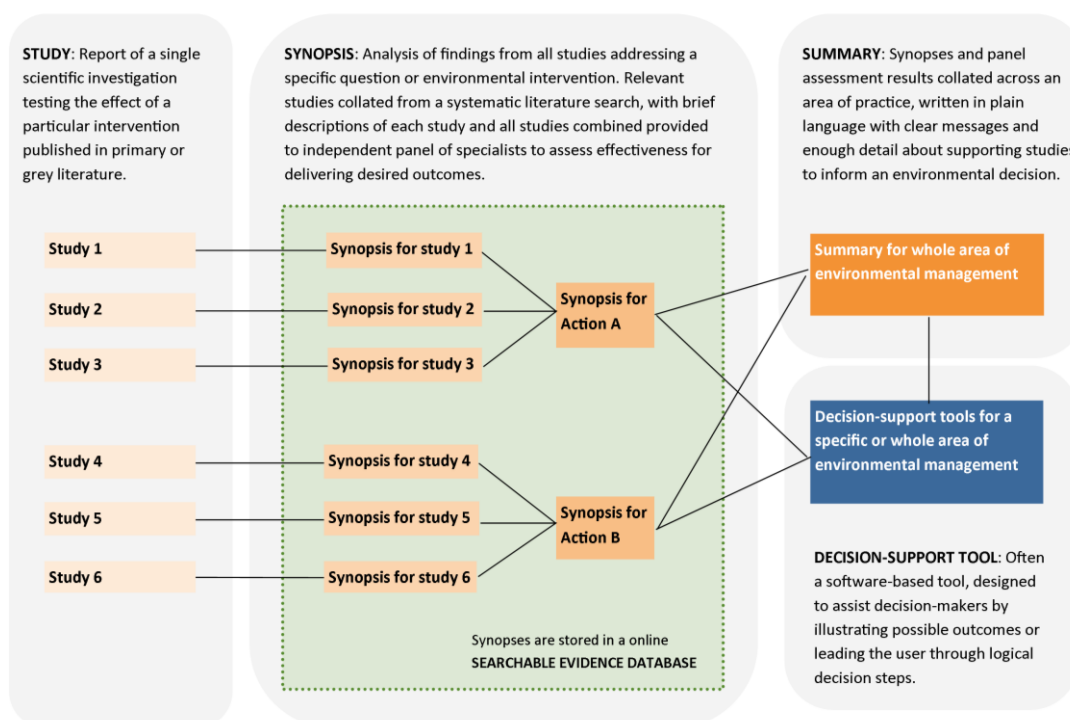 STUDY: Report of a single
scientific investigation
testing the effect of a
particular intervention
published in primary or
grey literature.
SYNOPSIS: Analysis of findings from all studies addressing a
specific question or environmental intervention. Relevant
studies collated from a systematic literature search, with brief
descriptions of each study and all studies combined provided
to independent panel of specialists to assess effectiveness for
delivering desired outcomes.
SUMMARY: Synopses and panel
assessment results collated across an
area of practice, written in plain
language with clear messages and
enough detail about supporting studies
to inform an environmental decision.
Study 1
Study 2
Study 3
Study 4
Study 5
Study 6
Synopsis for study 1
Synopsis for study 2
Synopsis for study 3
Synopsis for study 4
Synopsis for study 5
Synopsis for study 6
Synopsis for
Action A
Synopsis for
Action B
Synopses are stored in a online
SEARCHABLE EVIDENCE DATABASE
Summary for whole area of
environmental management
Decision-support tools for a
specific or whole area of
environmental management
DECISION-SUPPORT TOOL: Often
a software-based tool, designed
to assist decision-makers by
illustrating possible outcomes or
leading the user through logical
decision steps.